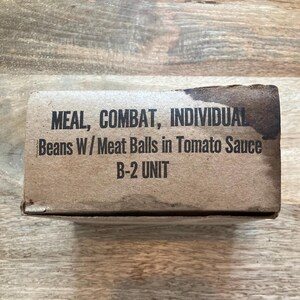 MEAL, COMBAT, INDIVIDUAL
Beans W/Meat Balls in Tomato Sauce
B-2 UNIT